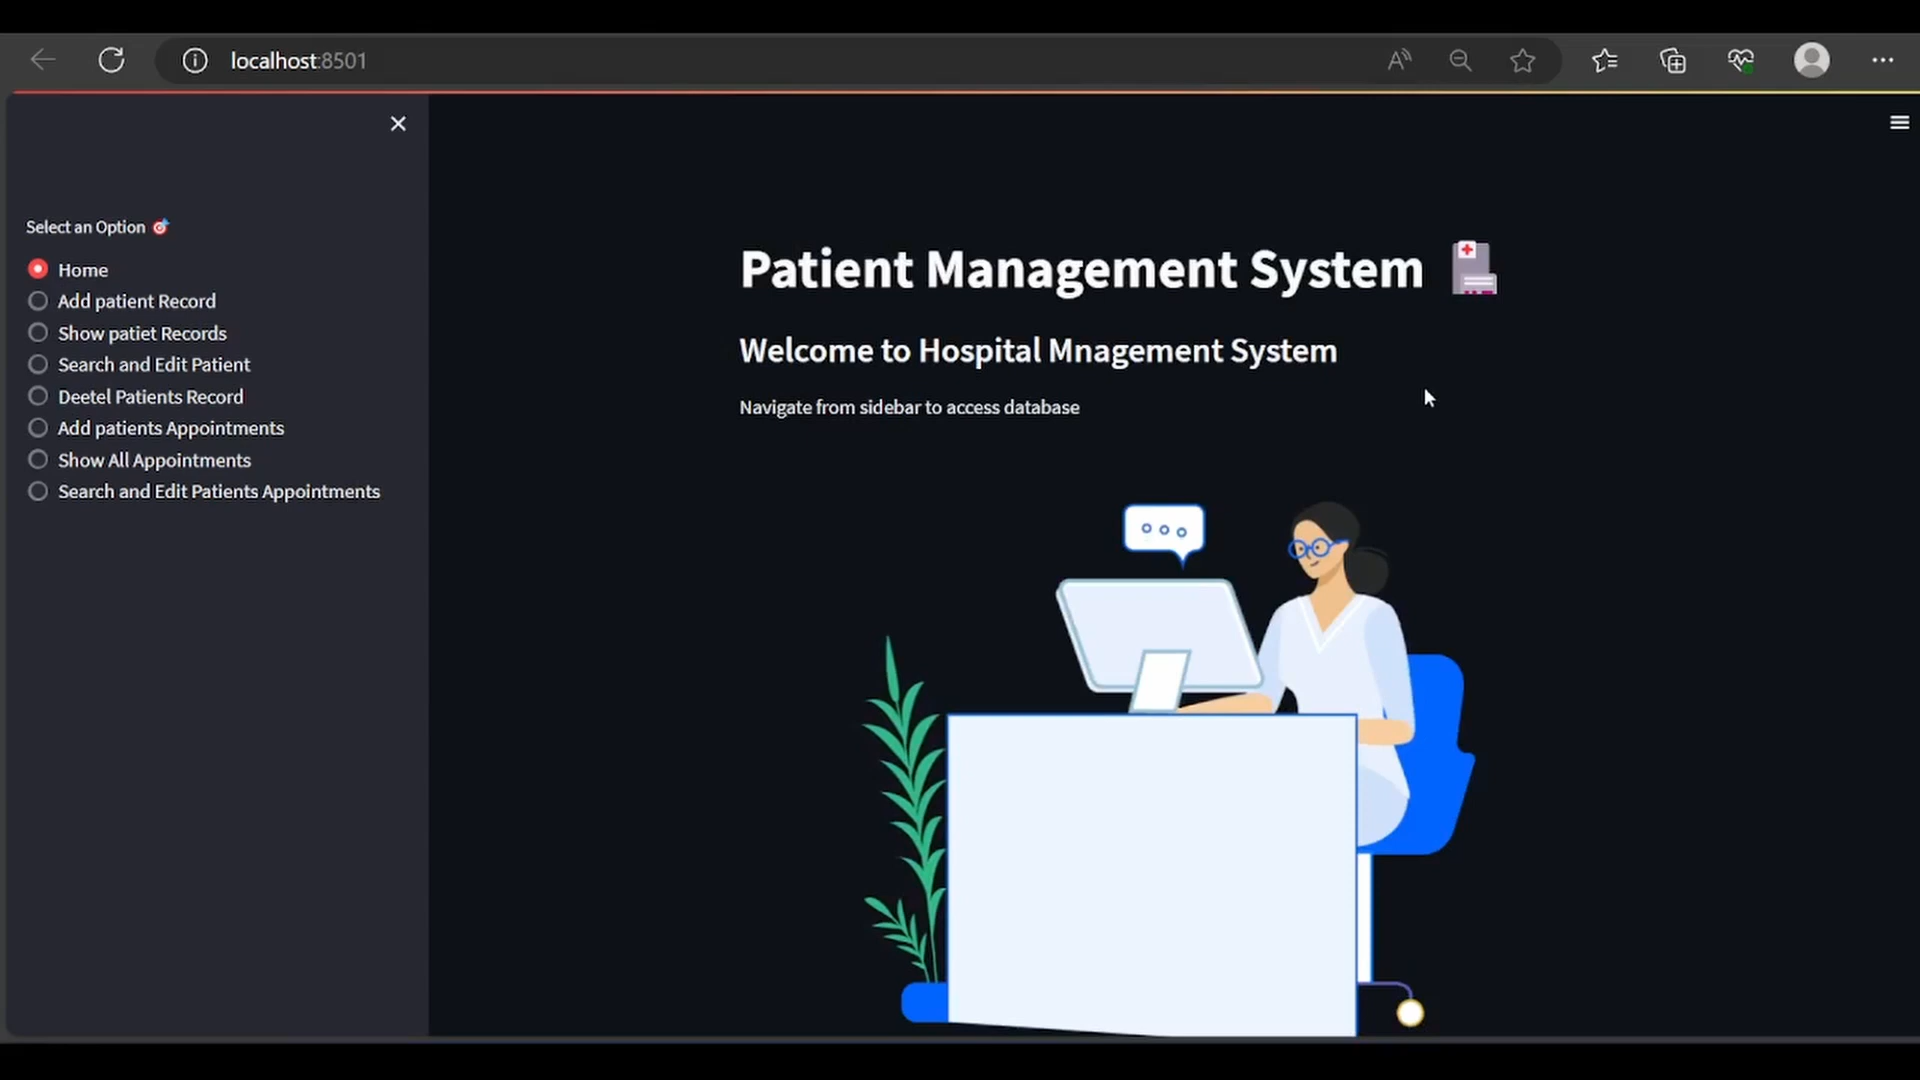 localhost:8501
Select an Option
Home
Add patient Record
Show patiet Records
Search and Edit Patient
Deetel Patients Record
Add patients Appointments
Show All Appointments
Search and Edit Patients Appointments
Patient Management System
Welcome to Hospital Mnagement System
Navigate from sidebar to access database